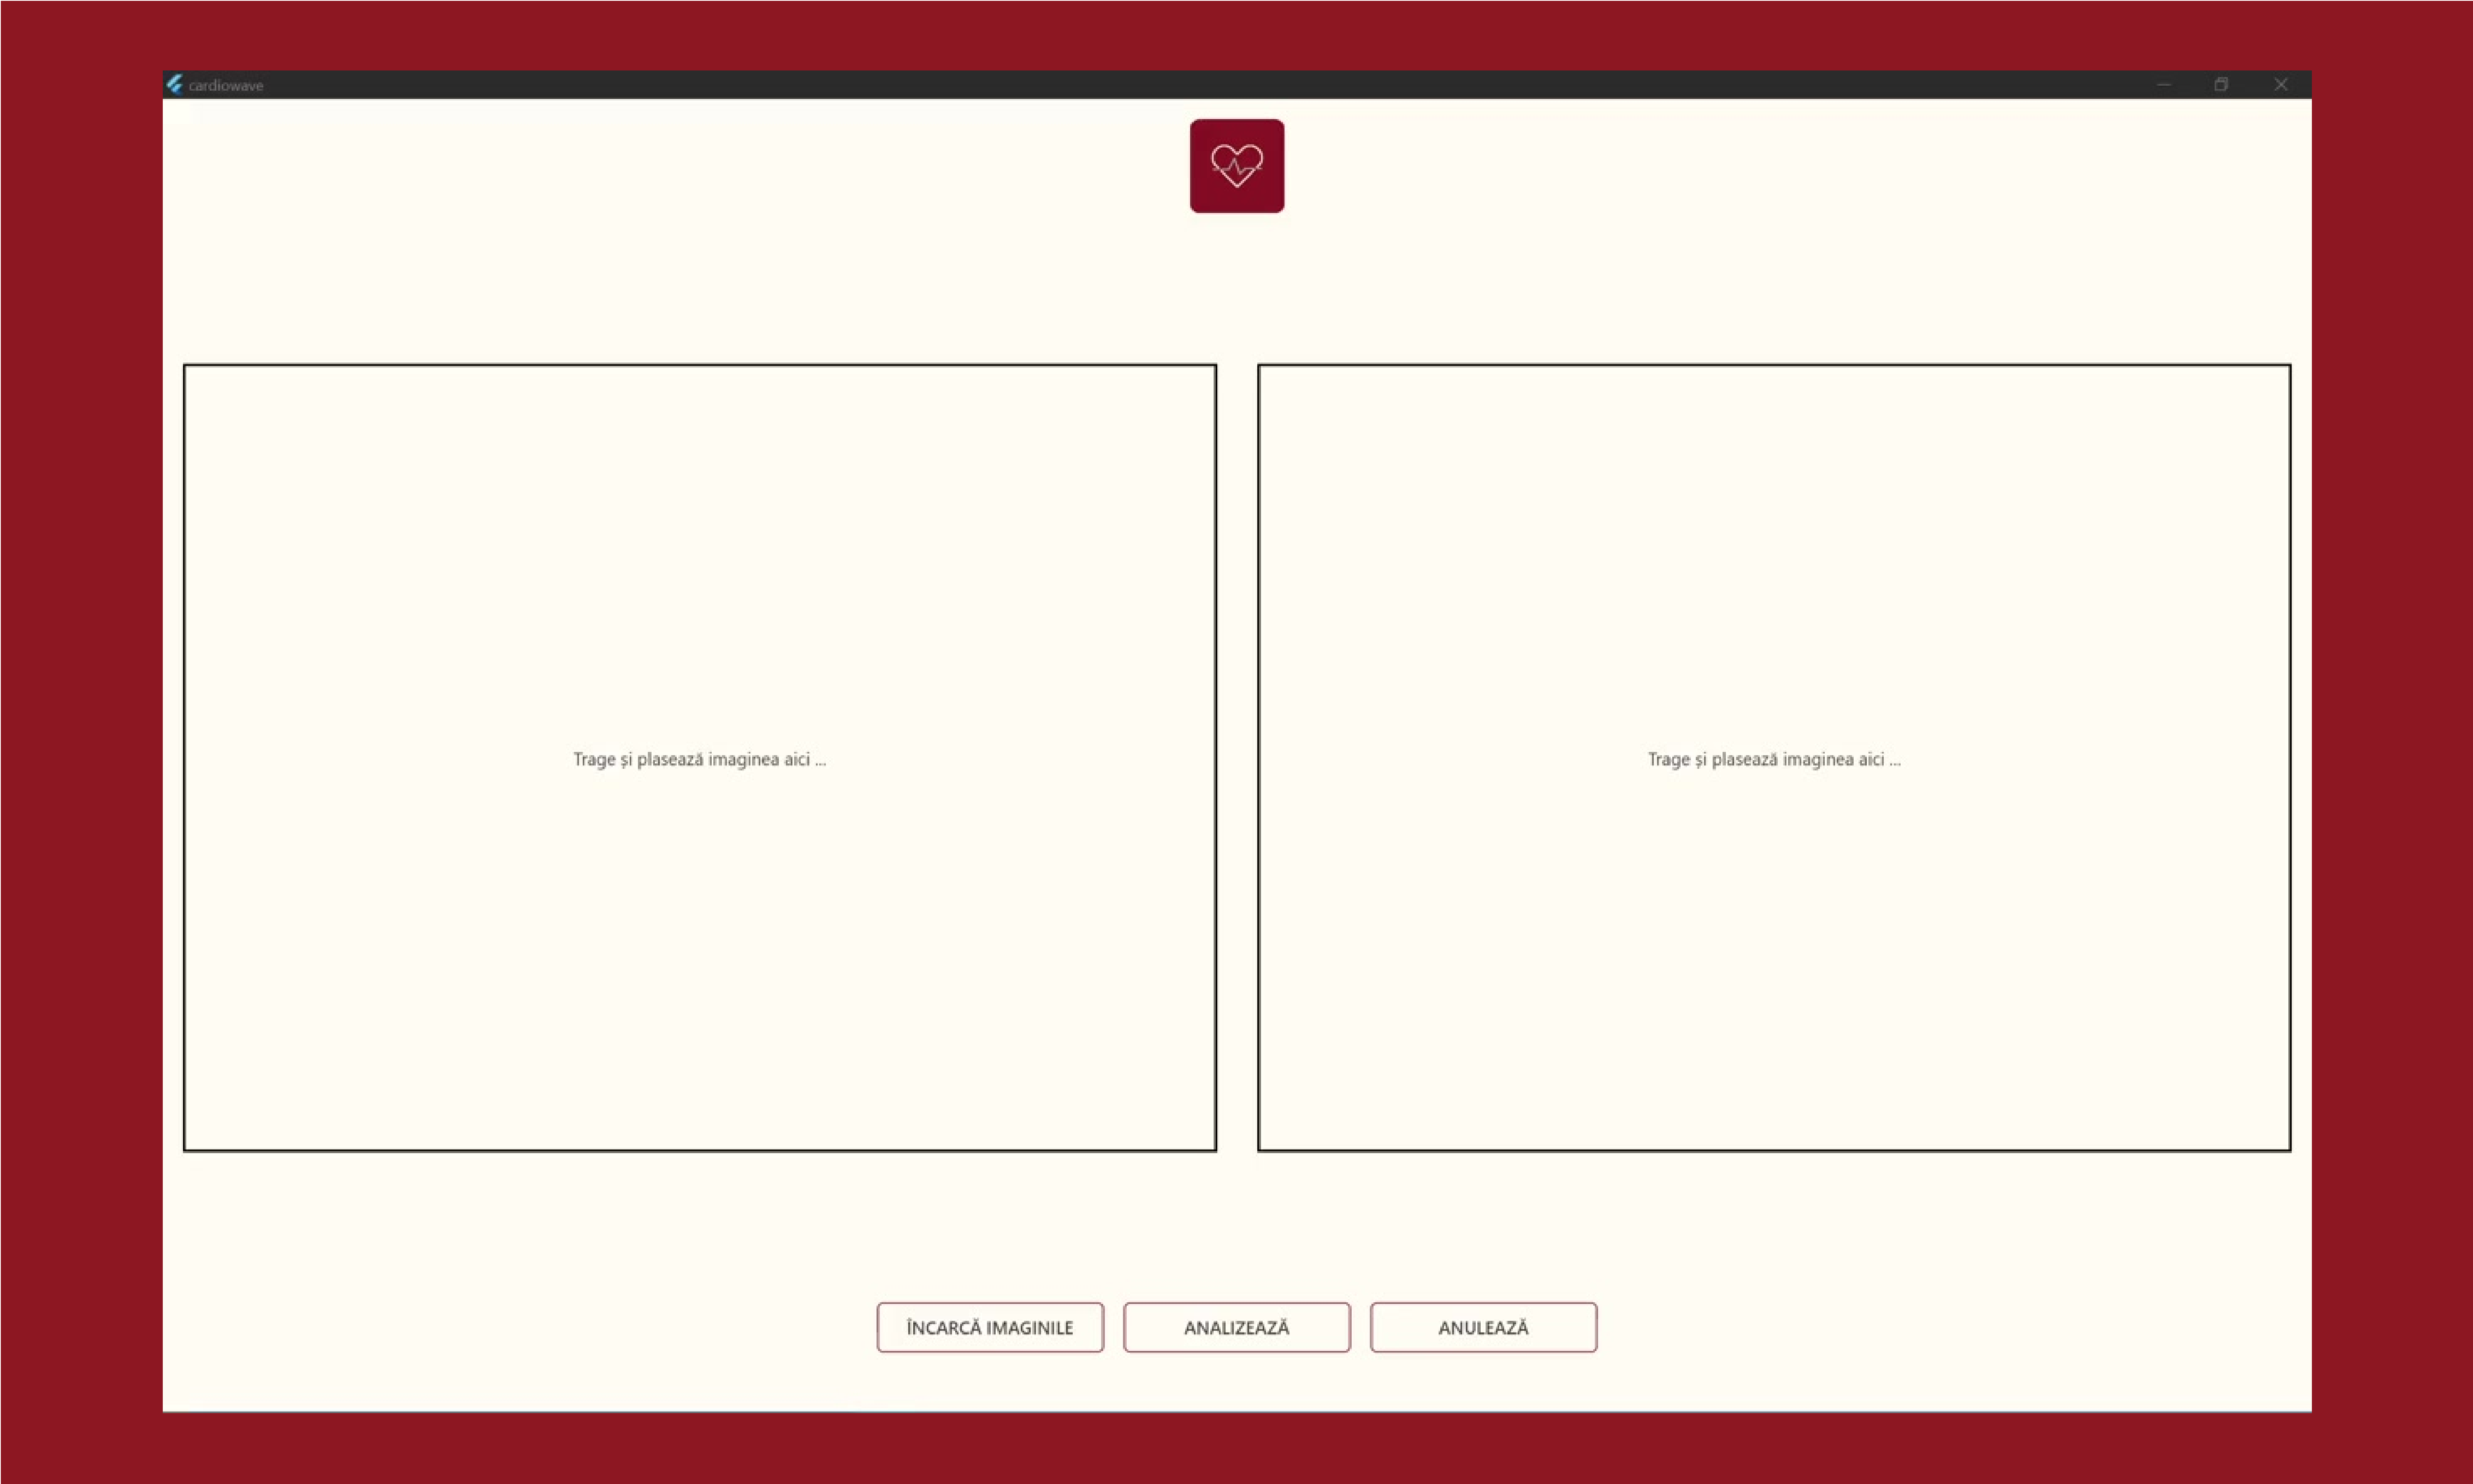 cardiowave
Trage și plasează imaginea aici ...
Trage și plasează imaginea aici ...
ÎNCARCĂ IMAGINILE
ANALIZEAZĂ
ANULEAZĂ